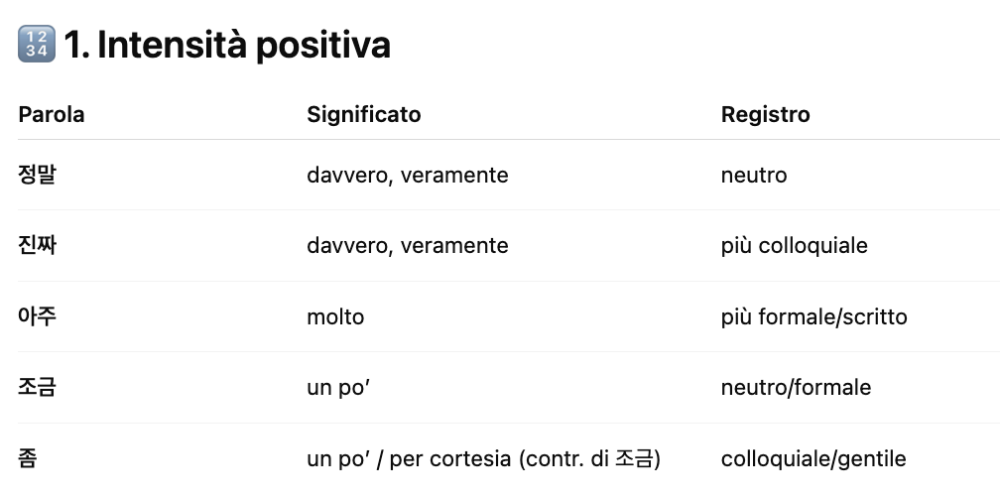 🔢 1. Intensità positiva
Parola Significato Registro
정말 davvero, veramente neutro
진짜 davvero, veramente più colloquiale
아주 molto più formale/scritto
조금 un po’ neutro/formale
좀 un po’ / per cortesia (contr. di 조금) colloquiale/gentile